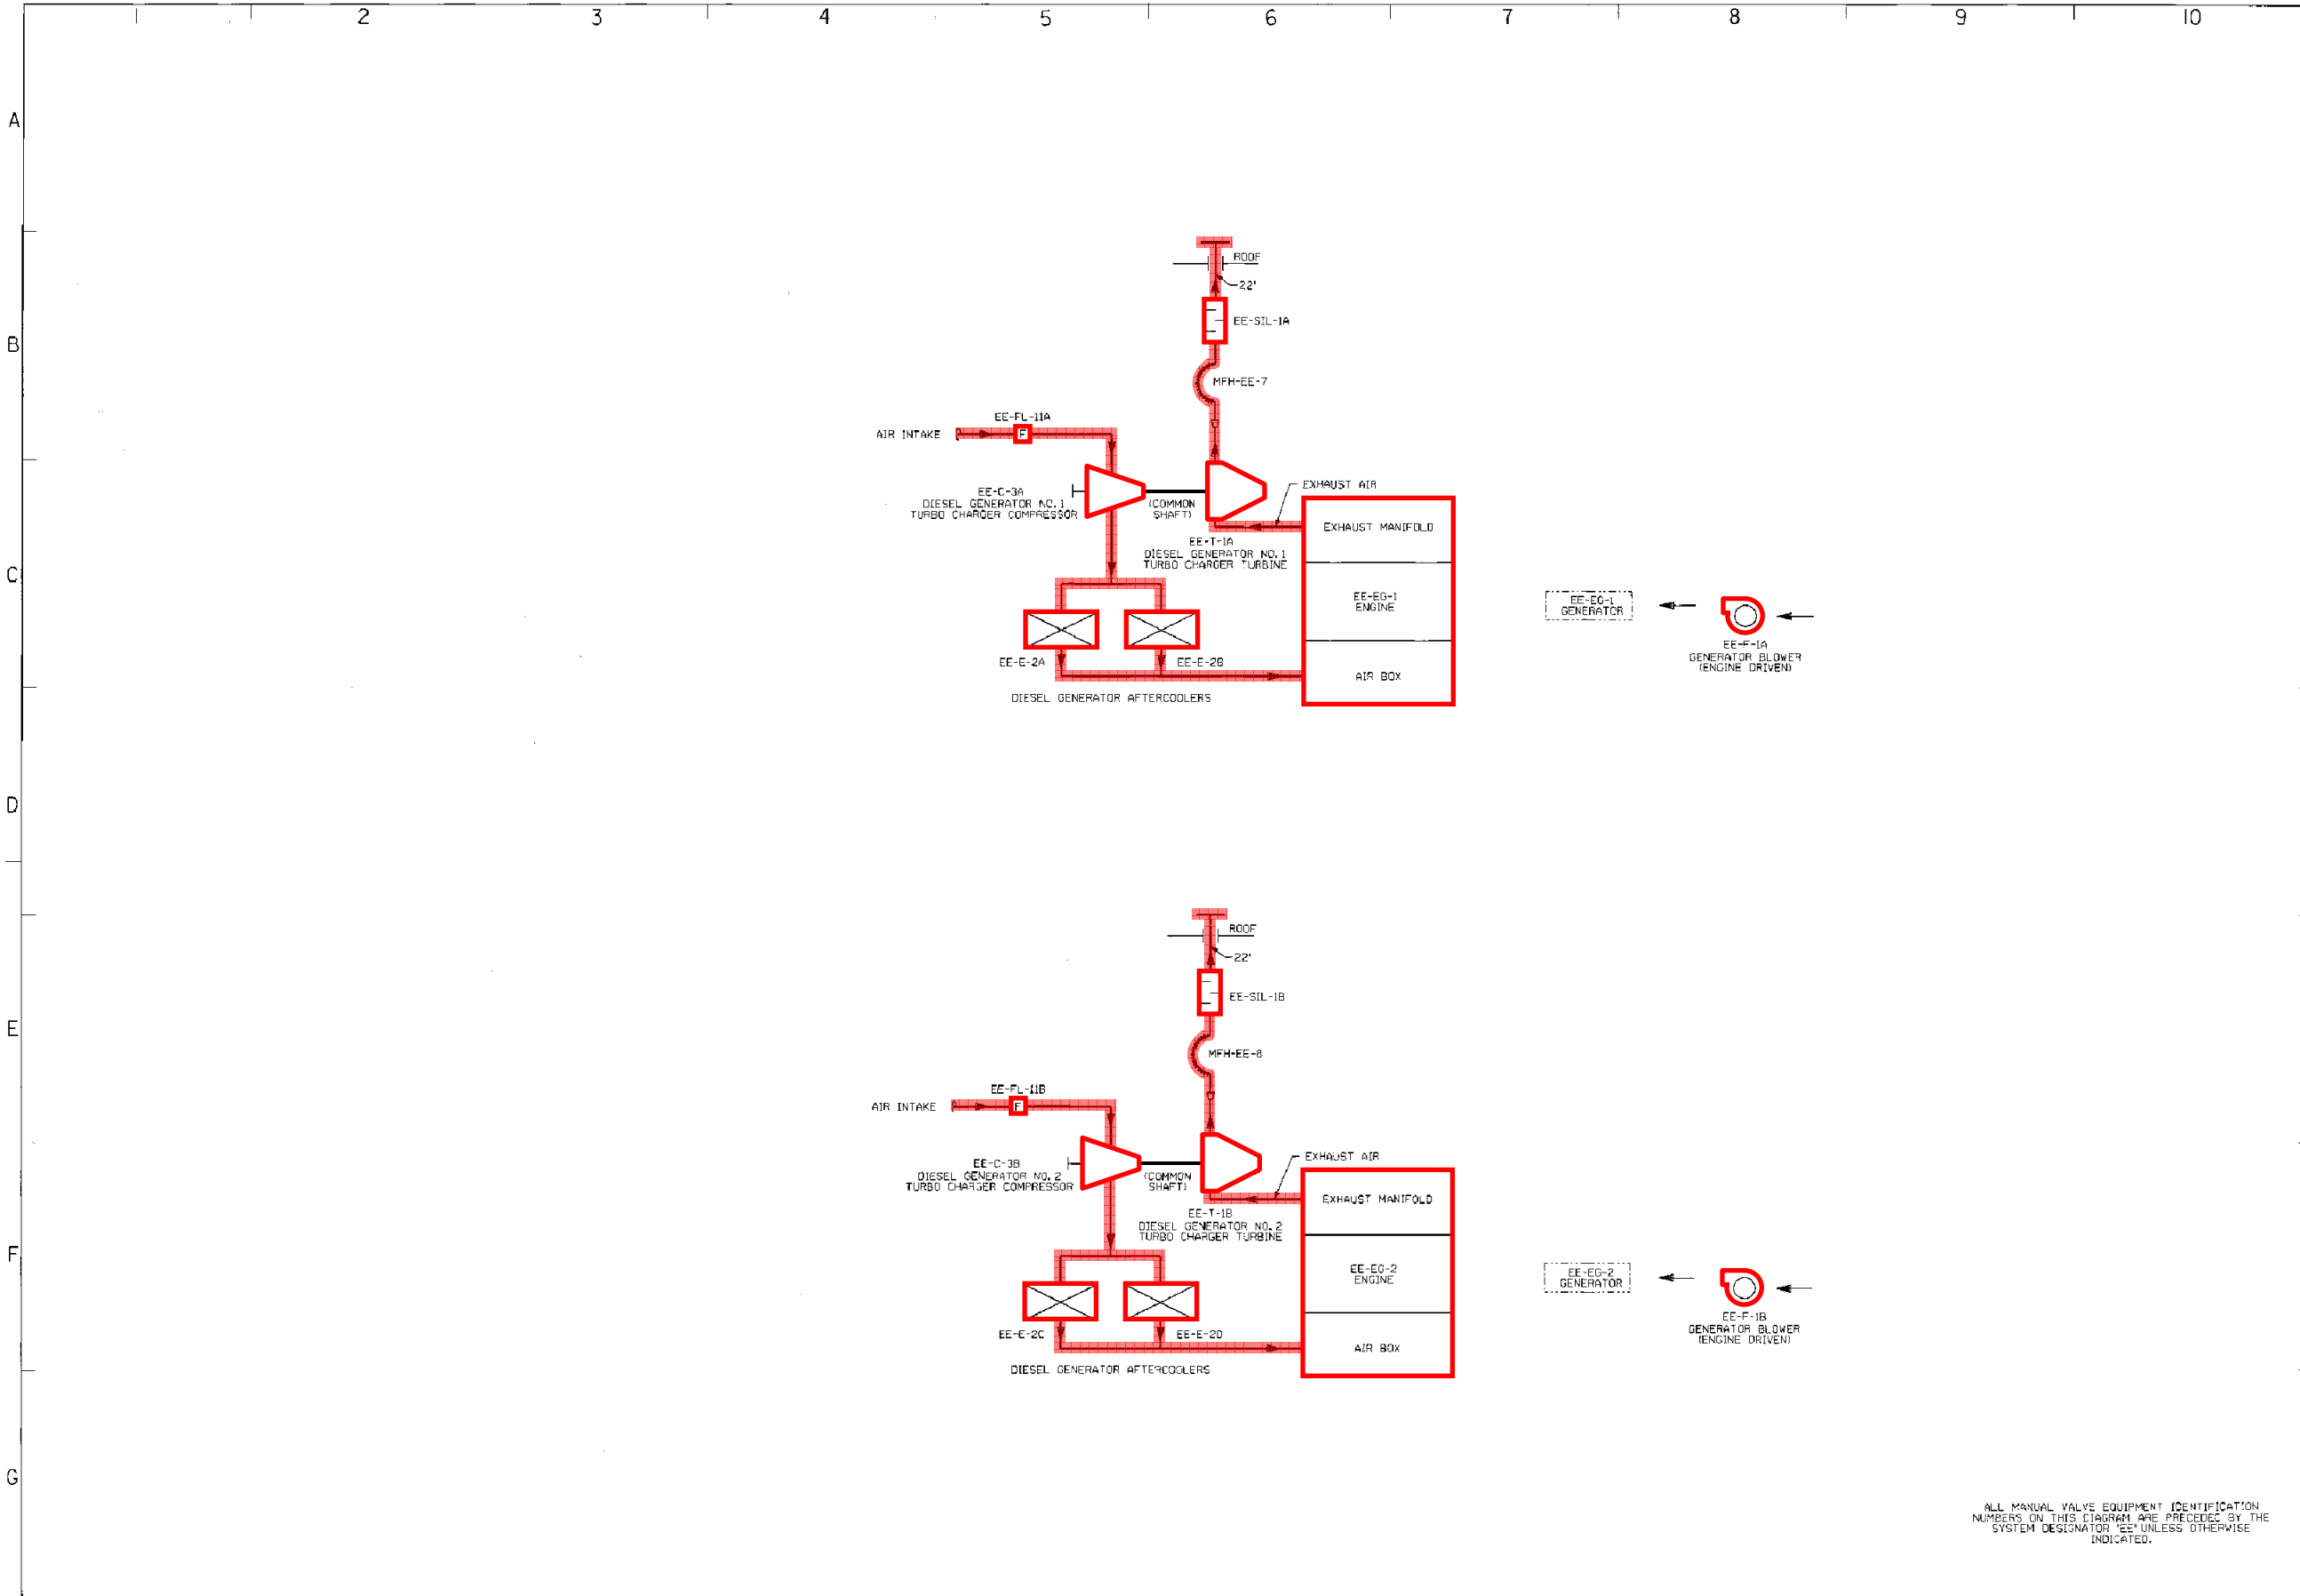 2 3 4 5 6 7 8 9 10
A
ROOF
22'
EE-SIL-1A
B
MFH-EE-7
EE-FL-11A
AIR INTAKE
F
EE-C-3A
DIESEL GENERATOR NO.1
TURBO CHARGER COMPRESSOR
(COMMON
SHAFT)
EXHAUST AIR
EXHAUST MANIFOLD
EE-T-1A
DIESEL GENERATOR NO.1
TURBO CHARGER TURBINE
C
EE-EG-1
ENGINE
EE-EG-1
GENERATOR
EE-F-1A
GENERATOR BLOWER
(ENGINE DRIVEN)
EE-E-2A
EE-E-2B
AIR BOX
DIESEL GENERATOR AFTERCOOLERS
D
ROOF
22'
EE-SIL-1B
E
MFH-EE-8
EE-FL-11B
AIR INTAKE
F
EE-C-3B
DIESEL GENERATOR NO.2
TURBO CHARGER COMPRESSOR
(COMMON
SHAFT)
EXHAUST AIR
EXHAUST MANIFOLD
EE-T-1B
DIESEL GENERATOR NO.2
TURBO CHARGER TURBINE
F
EE-EG-2
ENGINE
EE-EG-2
GENERATOR
EE-F-1B
GENERATOR BLOWER
(ENGINE DRIVEN)
EE-E-2C
EE-E-2D
AIR BOX
DIESEL GENERATOR AFTERCOOLERS
G
ALL MANUAL VALVE EQUIPMENT IDENTIFICATION
NUMBERS ON THIS DIAGRAM ARE PRECEDED BY THE
SYSTEM DESIGNATOR 'EE' UNLESS OTHERWISE
INDICATED.